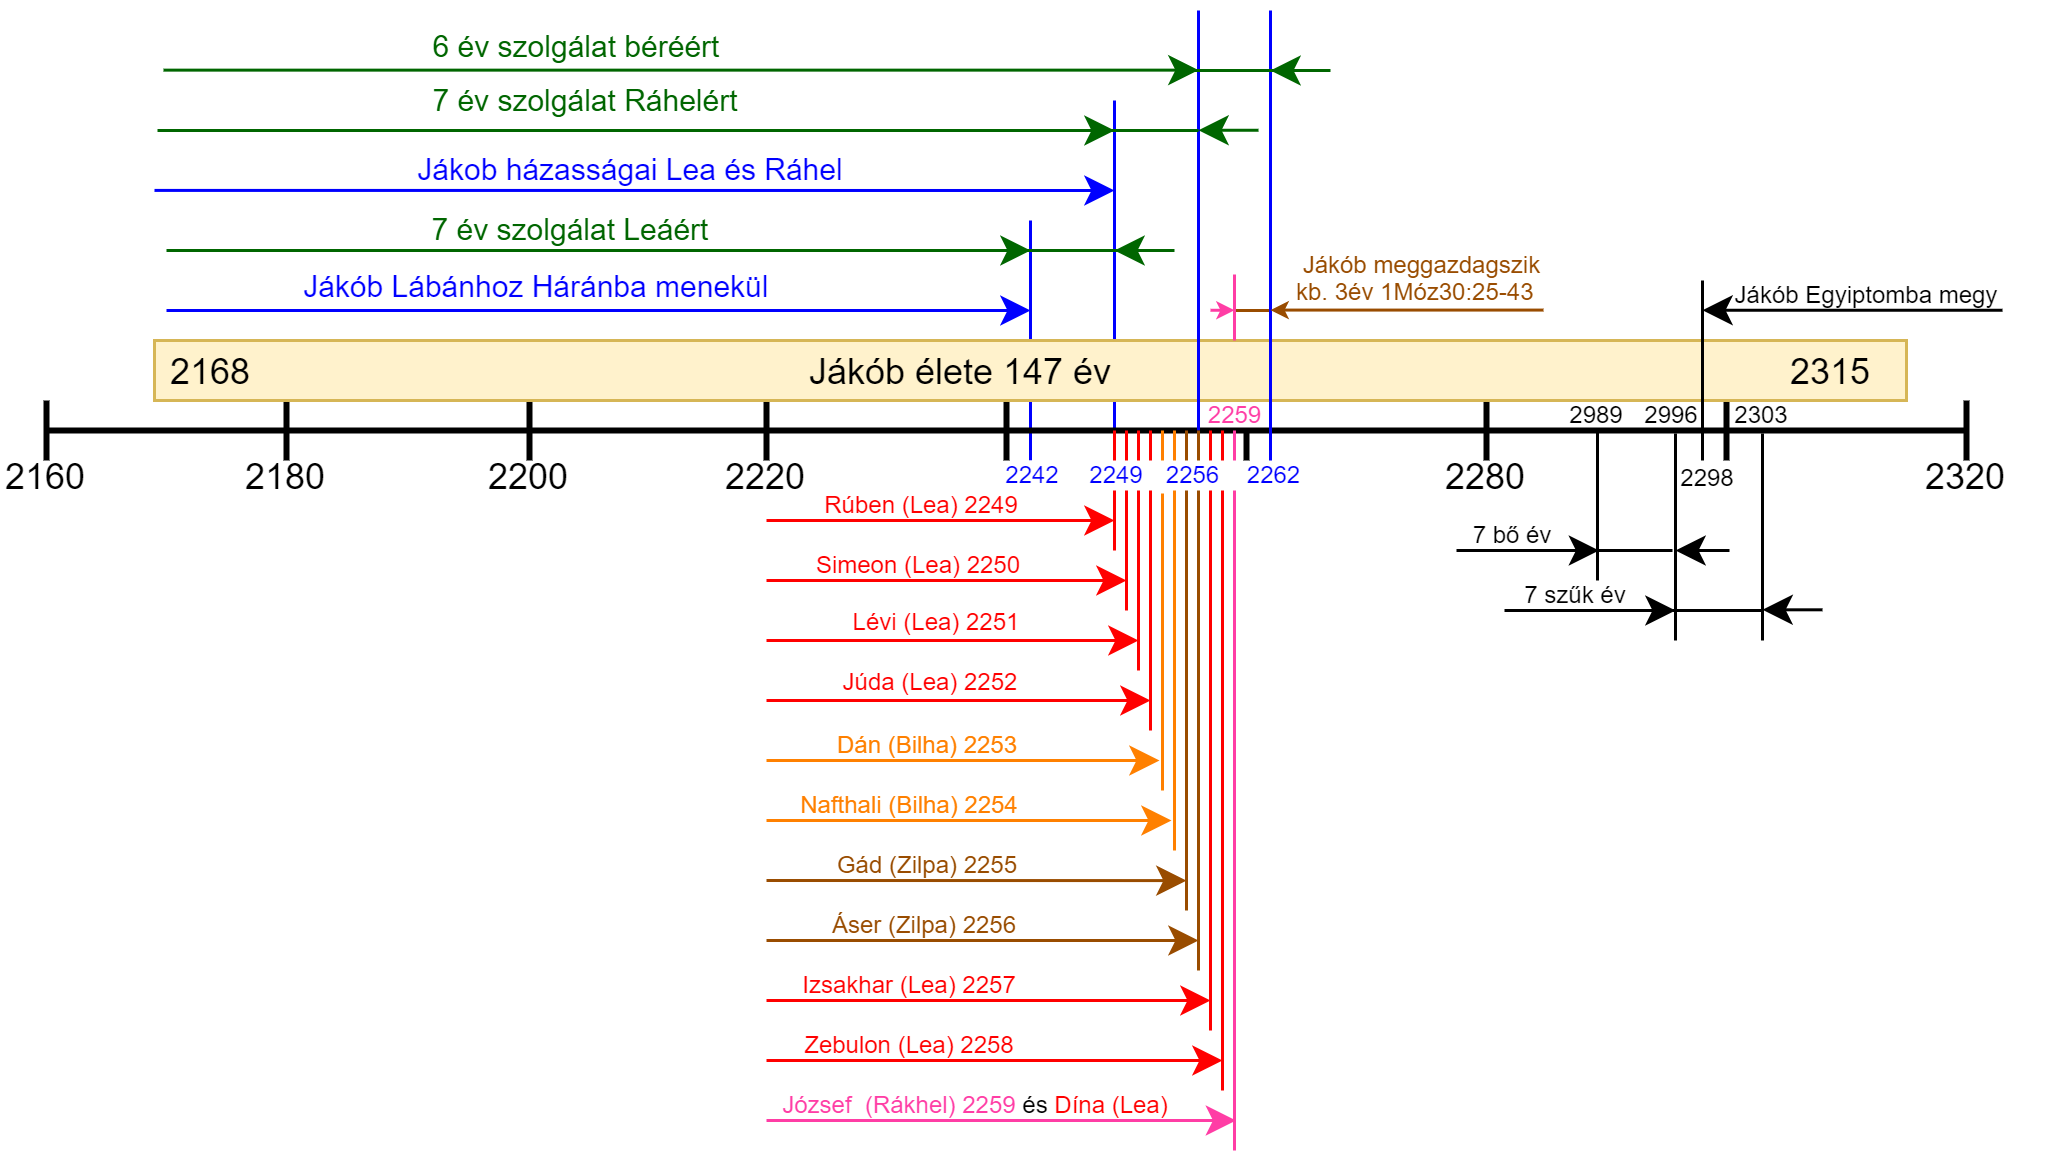 6 év szolgálat béréért
7 év szolgálat Ráhelért
Jákob házasságai Lea és Ráhel
7 év szolgálat Leáért
Jákób Lábánhoz Háránba menekül
Jákób meggazdagszik
kb. 3év 1Móz30:25-43
Jákób Egyiptomba megy
2168 Jákób élete 147 év 2315
2259 2989 2996 2303
2160 2180 2200 2220 2242 2249 2256 2262 2280 2298 2320
Rúben (Lea) 2249
7 bő év
Simeon (Lea) 2250
7 szűk év
Lévi (Lea) 2251
Júda (Lea) 2252
Dán (Bilha) 2253
Nafthali (Bilha) 2254
Gád (Zilpa) 2255
Áser (Zilpa) 2256
Izsakhar (Lea) 2257
Zebulon (Lea) 2258
József (Rákhel) 2259 és Dína (Lea)